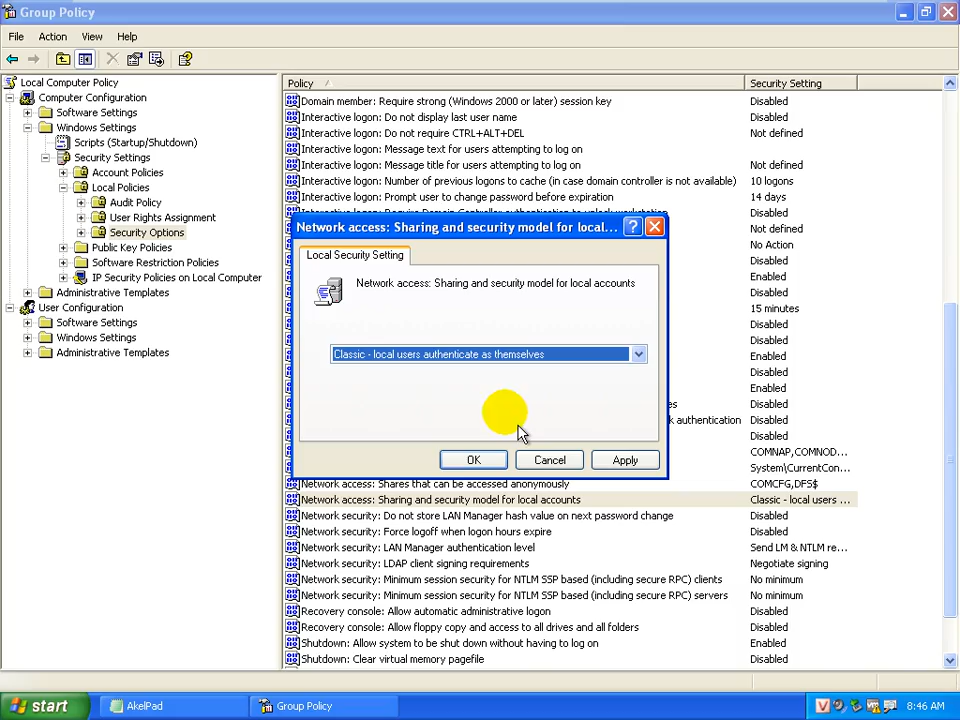 Group Policy
File Action View Help
Local Computer Policy
Computer Configuration
Software Settings
Windows Settings
Scripts (Startup/Shutdown)
Security Settings
Account Policies
Local Policies
Audit Policy
User Rights Assignment
Security Options
Public Key Policies
Software Restriction Policies
IP Security Policies on Local Computer
Administrative Templates
User Configuration
Software Settings
Windows Settings
Administrative Templates
Policy Security Setting
Domain member: Require strong (Windows 2000 or later) session key Disabled
Interactive logon: Do not display last user name Disabled
Interactive logon: Do not require CTRL+ALT+DEL Not defined
Interactive logon: Message text for users attempting to log on
Interactive logon: Message title for users attempting to log on Not defined
Interactive logon: Number of previous logons to cache (in case domain controller is not available) 10 logons
Interactive logon: Prompt user to change password before expiration 14 days
Disabled
Disabled
No Action
Disabled
Enabled
Disabled
15 minutes
Disabled
Disabled
Enabled
Disabled
Enabled
es Disabled
k authentication Disabled
Disabled
COMNAP,COMNOD...
System\CurrentCon...
Network access: Shares that can be accessed anonymously COMCFG,DFS$
Network access: Sharing and security model for local accounts Classic - local users ...
Network security: Do not store LAN Manager hash value on next password change Disabled
Network security: Force logoff when logon hours expire Disabled
Network security: LAN Manager authentication level Send LM & NTLM re...
Network security: LDAP client signing requirements Negotiate signing
Network security: Minimum session security for NTLM SSP based (including secure RPC) clients No minimum
Network security: Minimum session security for NTLM SSP based (including secure RPC) servers No minimum
Recovery console: Allow automatic administrative logon Disabled
Recovery console: Allow floppy copy and access to all drives and all folders Disabled
Shutdown: Allow system to be shut down without having to log on Enabled
Shutdown: Clear virtual memory pagefile Disabled
Network access: Sharing and security model for local...
Local Security Setting
Network access: Sharing and security model for local accounts
Classic - local users authenticate as themselves
OK Cancel Apply
start AkelPad Group Policy 8:46 AM